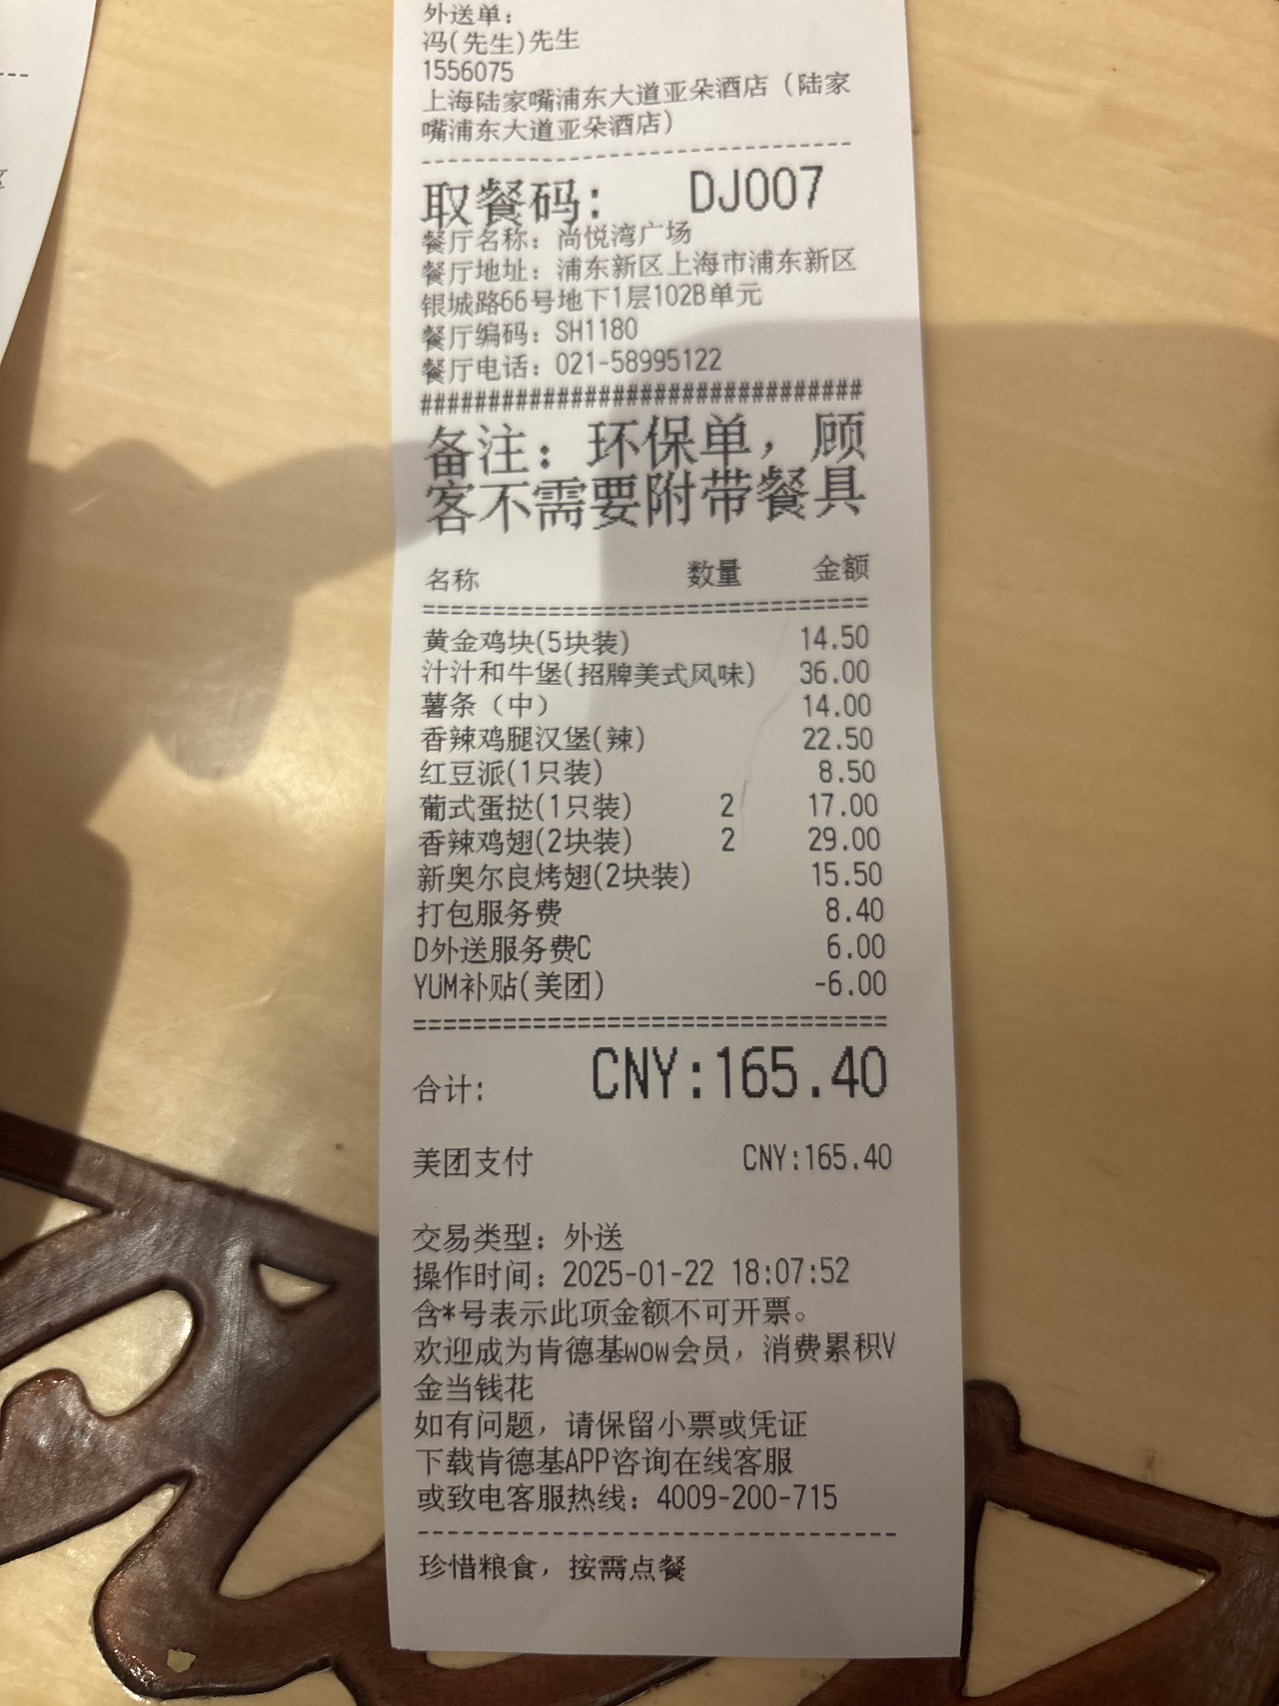 外送单：
冯(先生)先生
1556075
上海陆家嘴浦东大道亚朵酒店（陆家
嘴浦东大道亚朵酒店）
--------------------------------
取餐码： DJ007
餐厅名称：尚悦湾广场
餐厅地址：浦东新区上海市浦东新区
银城路66号地下1层102B单元
餐厅编码：SH1180
餐厅电话：021-58995122
################################
备注：环保单，顾
客不需要附带餐具
名称 数量 金额
================================
黄金鸡块(5块装) 14.50
汁汁和牛堡(招牌美式风味) 36.00
薯条（中） 14.00
香辣鸡腿汉堡(辣) 22.50
红豆派(1只装) 8.50
葡式蛋挞(1只装) 2 17.00
香辣鸡翅(2块装) 2 29.00
新奥尔良烤翅(2块装) 15.50
打包服务费 8.40
D外送服务费C 6.00
YUM补贴(美团) -6.00
================================
合计： CNY:165.40
美团支付 CNY:165.40
交易类型：外送
操作时间：2025-01-22 18:07:52
含*号表示此项金额不可开票。
欢迎成为肯德基wow会员，消费累积V
金当钱花
如有问题，请保留小票或凭证
下载肯德基APP咨询在线客服
或致电客服热线：4009-200-715
--------------------------------
珍惜粮食，按需点餐